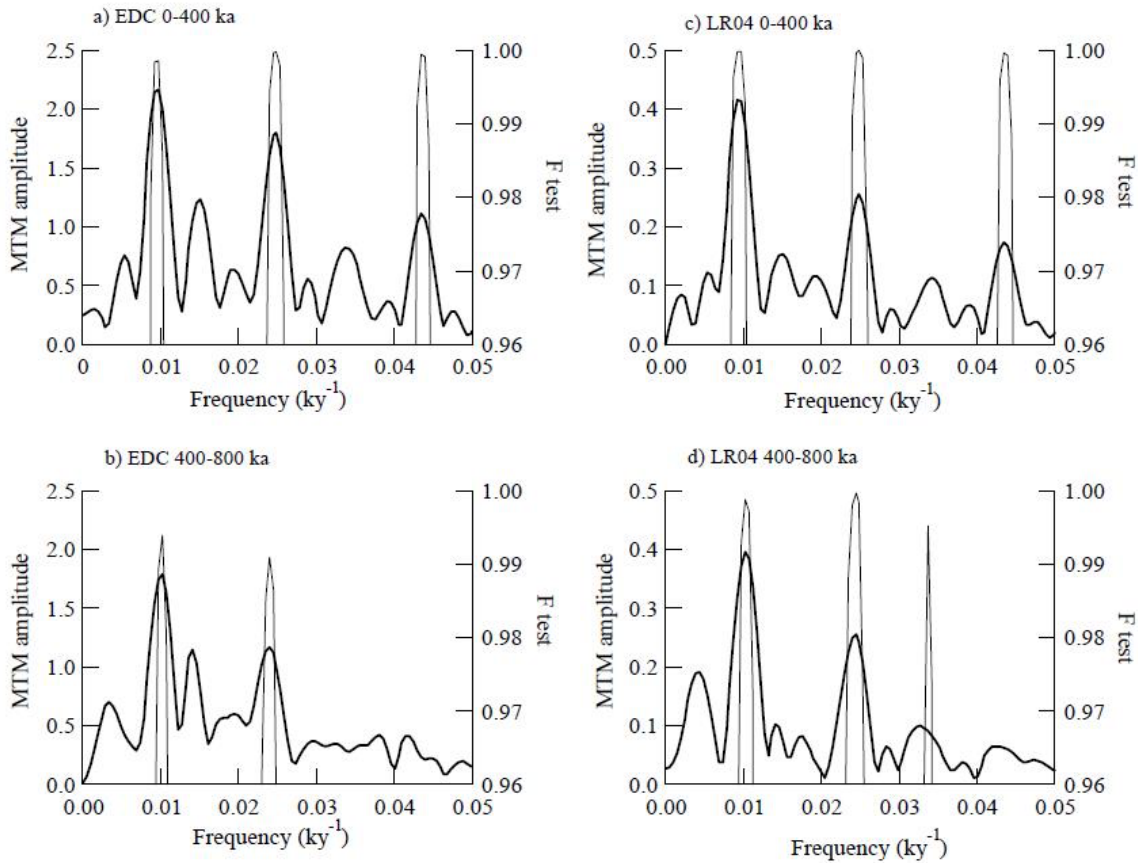 a) EDC 0-400 ka
2.5
2.0
1.5
1.0
0.5
0.0
MTM amplitude
1.00
0.99
0.98
0.97
0.96
F test
0 0.01 0.02 0.03 0.04 0.05
Frequency (ky⁻¹)
c) LR04 0-400 ka
0.5
0.4
0.3
0.2
0.1
0.0
MTM amplitude
1.00
0.99
0.98
0.97
0.96
F test
0.00 0.01 0.02 0.03 0.04 0.05
Frequency (ky⁻¹)
b) EDC 400-800 ka
2.5
2.0
1.5
1.0
0.5
0.0
MTM amplitude
1.00
0.99
0.98
0.97
0.96
F test
0.00 0.01 0.02 0.03 0.04 0.05
Frequency (ky⁻¹)
d) LR04 400-800 ka
0.5
0.4
0.3
0.2
0.1
0.0
MTM amplitude
1.00
0.99
0.98
0.97
0.96
F test
0.00 0.01 0.02 0.03 0.04 0.05
Frequency (ky⁻¹)